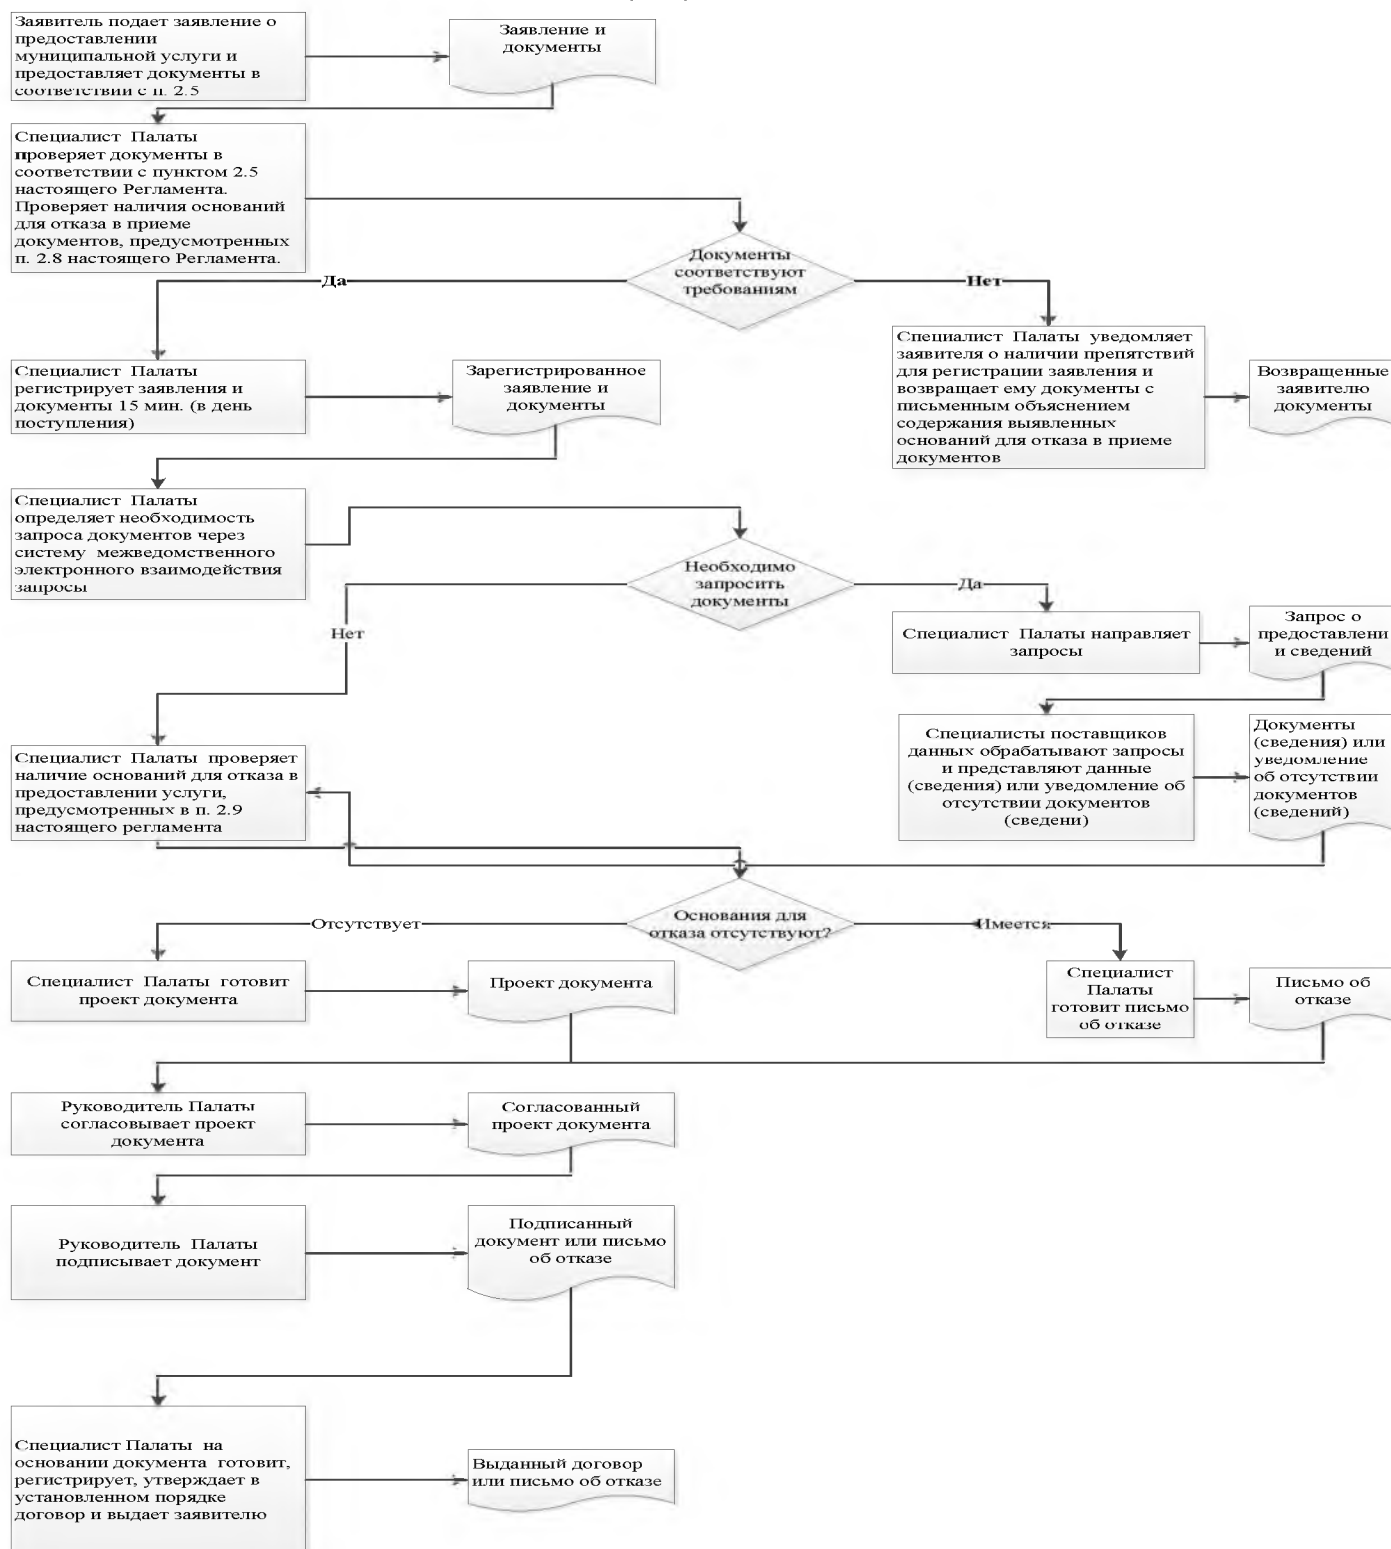 Заявитель подает заявление о
предоставлении
муниципальной услуги и
предоставляет документы в
соответствии с п. 2.5
Заявление и
документы
Специалист Палаты
проверяет документы в
соответствии с пунктом 2.5
настоящего Регламента.
Проверяет наличия оснований
для отказа в приеме
документов, предусмотренных
п. 2.8 настоящего Регламента.
Документы
соответствуют
требованиям
Да
Нет
Специалист Палаты
регистрирует заявления и
документы 15 мин. (в день
поступления)
Зарегистрированное
заявление и
документы
Специалист Палаты уведомляет
заявителя о наличии препятствий
для регистрации заявления и
возвращает ему документы с
письменным объяснением
содержания выявленных
оснований для отказа в приеме
документов
Возвращенные
заявителю
документы
Специалист Палаты
определяет необходимость
запроса документов через
систему межведомственного
электронного взаимодействия
запросы
Необходимо
запросить
документы
Да
Нет
Специалист Палаты направляет
запросы
Запрос о
предоставлени
и сведений
Специалисты поставщиков
данных обрабатывают запросы
и представляют данные
(сведения) или уведомление об
отсутствии документов
(сведени)
Документы
(сведения) или
уведомление
об отсутствии
документов
(сведений)
Специалист Палаты проверяет
наличие оснований для отказа в
предоставлении услуги,
предусмотренных в п. 2.9
настоящего регламента
Основания для
отказа отсутствуют?
Отсутствует
Имеется
Специалист Палаты готовит
проект документа
Проект документа
Специалист
Палаты
готовит письмо
об отказе
Письмо об
отказе
Руководитель Палаты
согласовывает проект
документа
Согласованный
проект документа
Руководитель Палаты
подписывает документ
Подписанный
документ или письмо
об отказе
Специалист Палаты на
основании документа готовит,
регистрирует, утверждает в
установленном порядке
договор и выдает заявителю
Выданный договор
или письмо об отказе